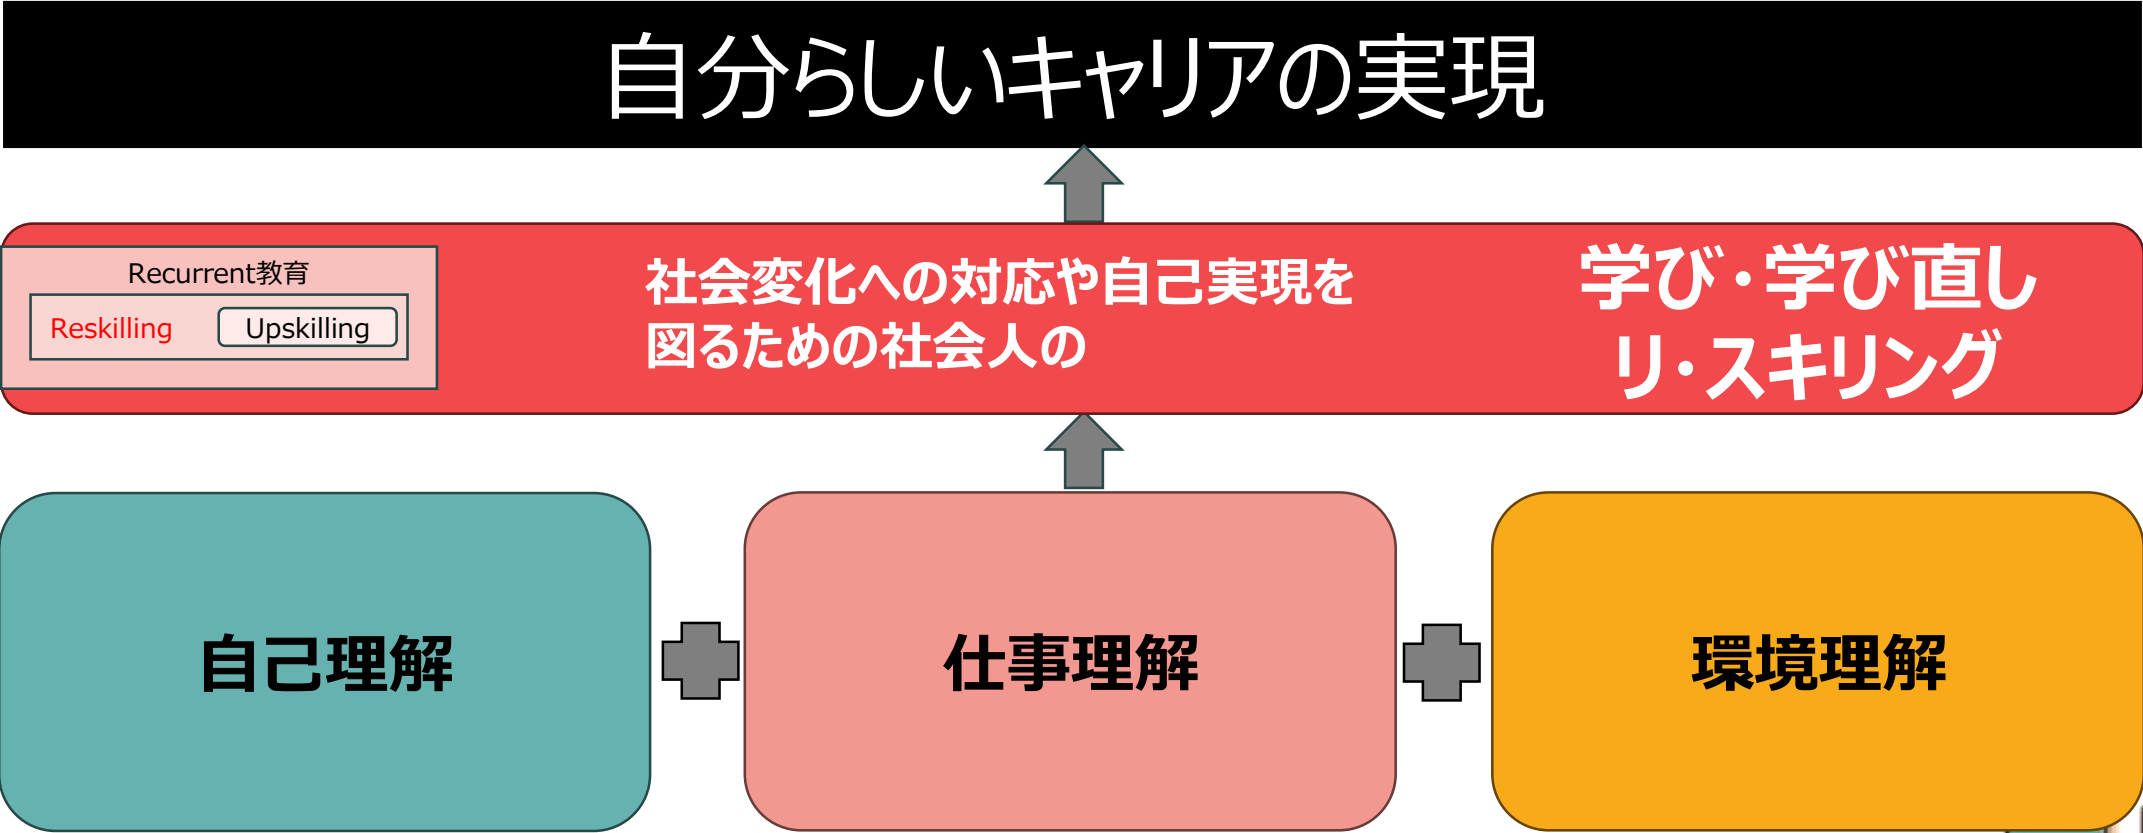 自分らしいキャリアの実現
Recurrent教育
Reskilling
Upskilling
社会変化への対応や自己実現を
図るための社会人の
学び・学び直し
リ・スキリング
自己理解
仕事理解
環境理解